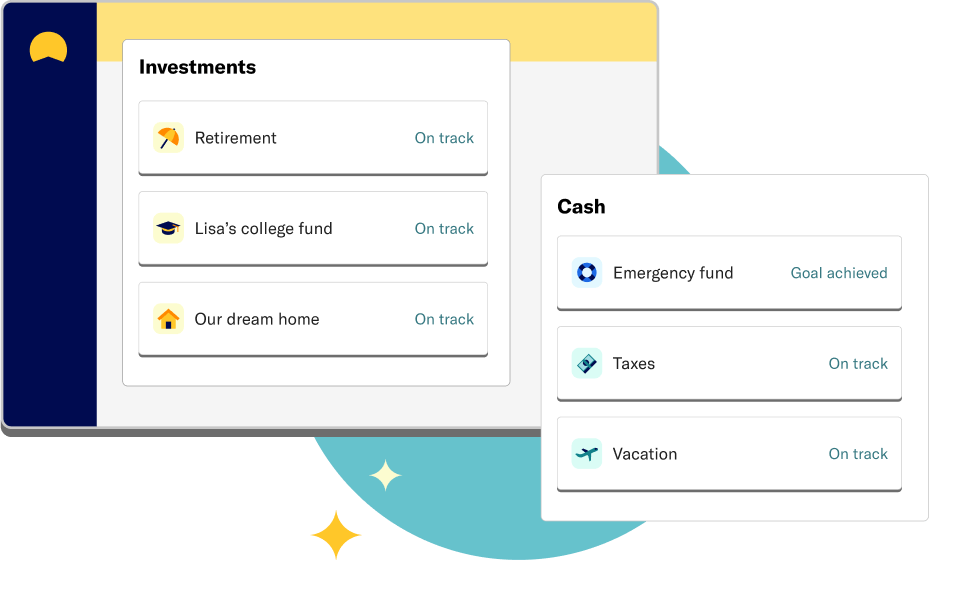 Investments
Retirement On track
Lisa’s college fund On track
Our dream home On track
Cash
Emergency fund Goal achieved
Taxes On track
Vacation On track